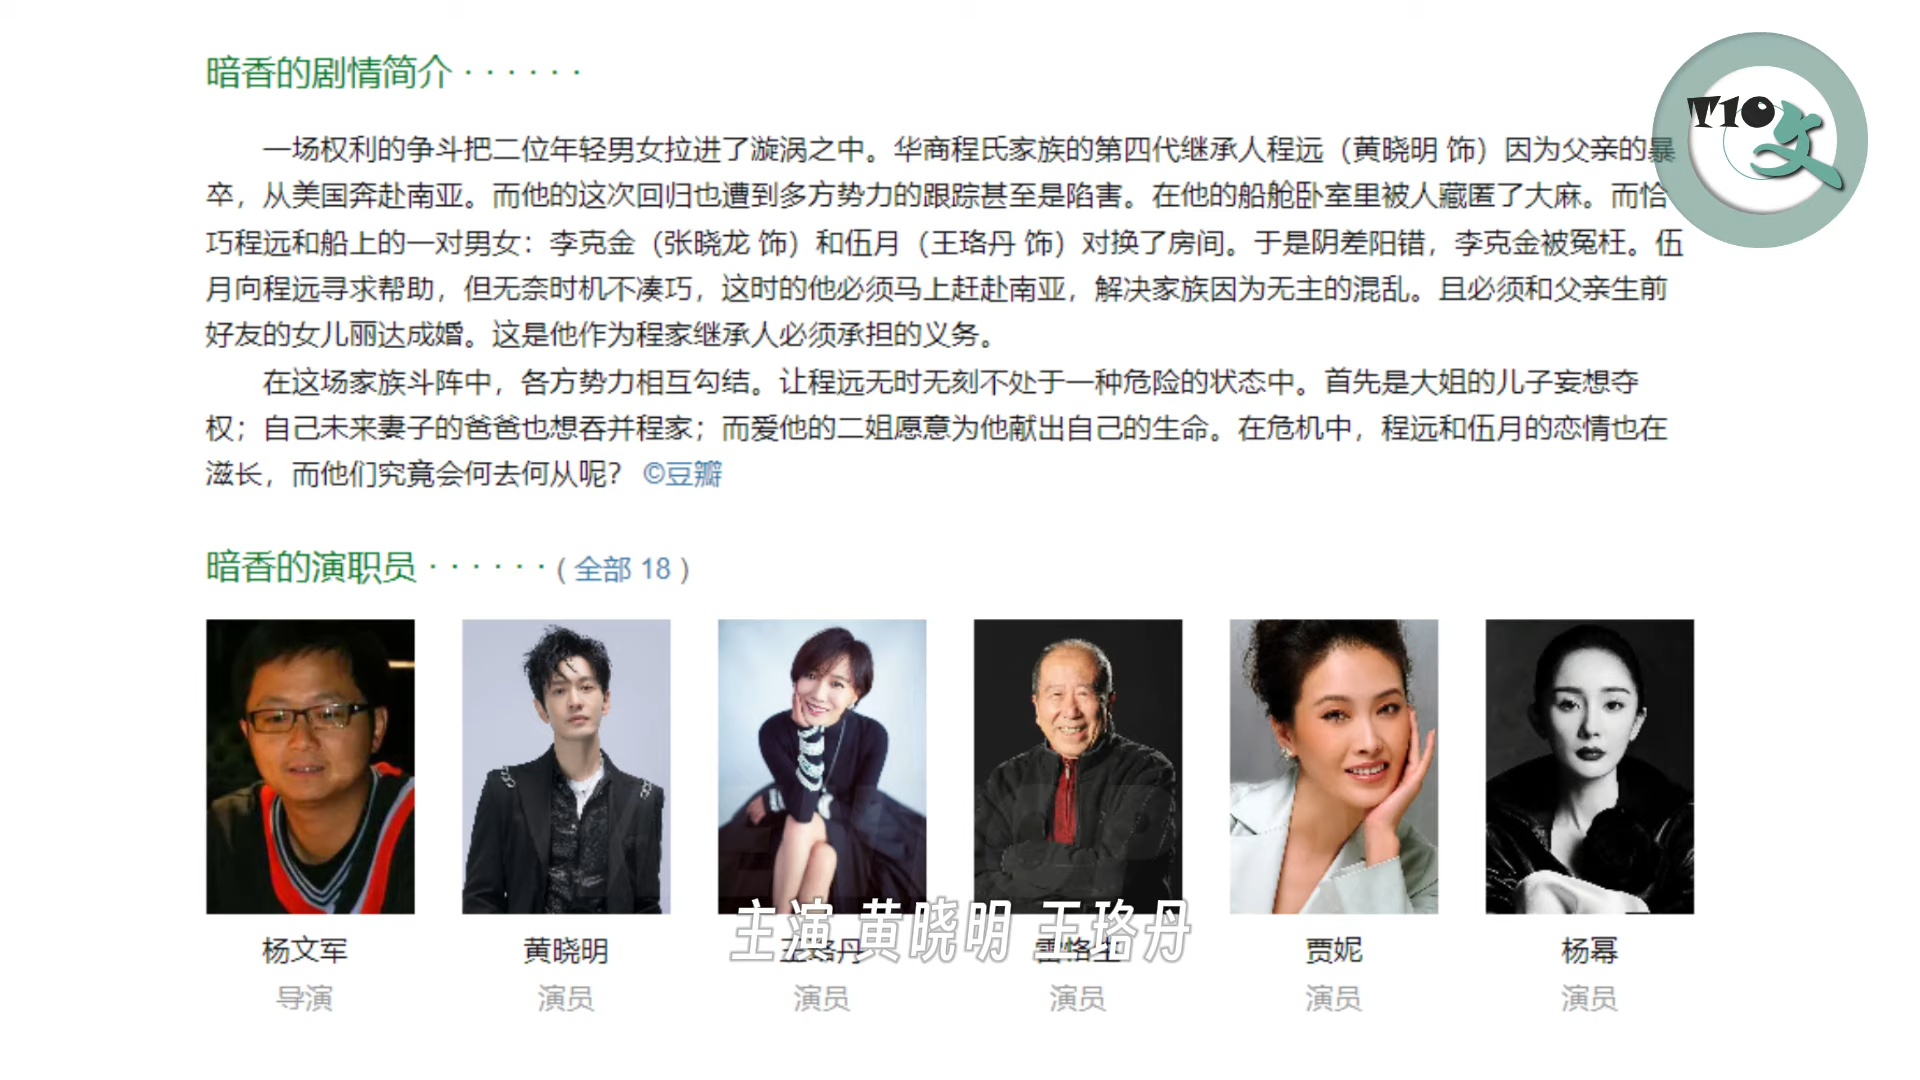 暗香的剧情简介 · · · · · ·
T10文
一场权利的争斗把二位年轻男女拉进了漩涡之中。华商程氏家族的第四代继承人程远（黄晓明 饰）因为父亲的暴
卒，从美国奔赴南亚。而他的这次回归也遭到多方势力的跟踪甚至是陷害。在他的船舱卧室里被人藏匿了大麻。而恰
巧程远和船上的一对男女：李克金（张晓龙 饰）和伍月（王珞丹 饰）对换了房间。于是阴差阳错，李克金被冤枉。伍
月向程远寻求帮助，但无奈时机不凑巧，这时的他必须马上赶赴南亚，解决家族因为无主的混乱。且必须和父亲生前
好友的女儿丽达成婚。这是他作为程家继承人必须承担的义务。
在这场家族斗阵中，各方势力相互勾结。让程远无时无刻不处于一种危险的状态中。首先是大姐的儿子妄想夺
权；自己未来妻子的爸爸也想吞并程家；而爱他的二姐愿意为他献出自己的生命。在危机中，程远和伍月的恋情也在
滋长，而他们究竟会何去何从呢？ ©豆瓣
暗香的演职员 · · · · · · ( 全部 18 )
主演 黄晓明 王珞丹
杨文军 黄晓明 王珞丹 雷恪生 贾妮 杨幂
导演 演员 演员 演员 演员 演员